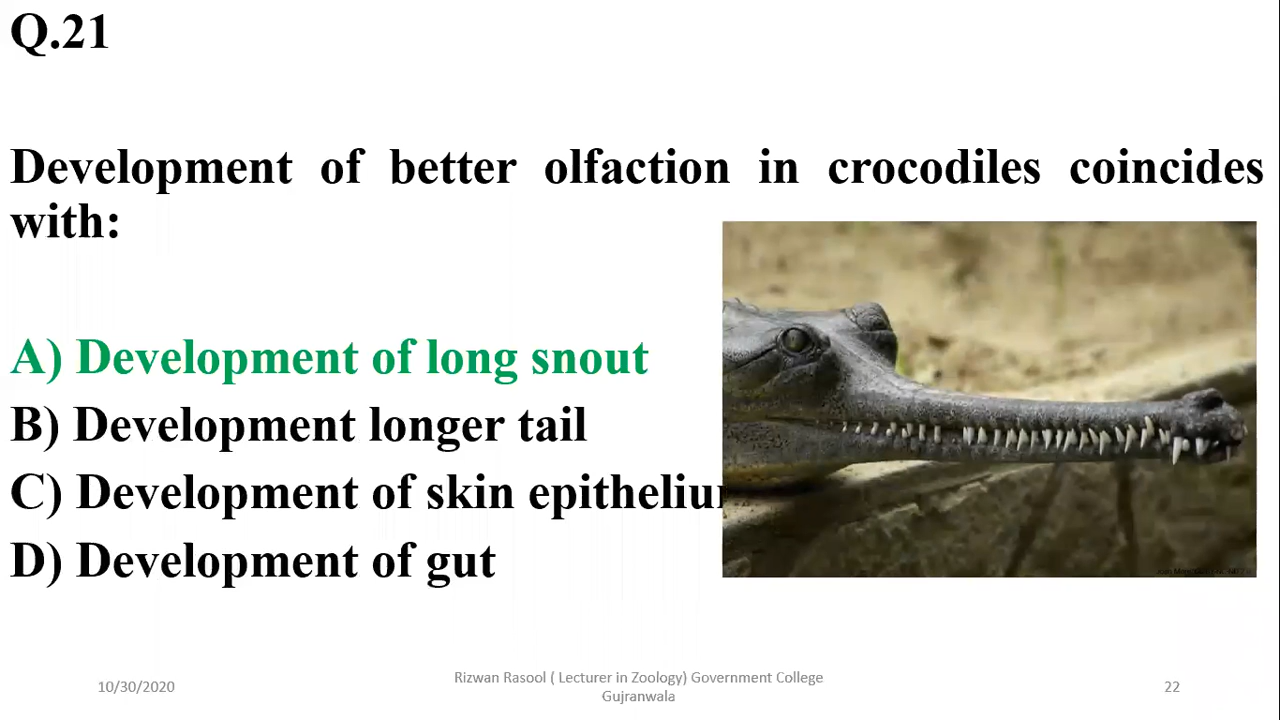 Q.21
Development of better olfaction in crocodiles coincides
with:
A) Development of long snout
B) Development longer tail
C) Development of skin
D) Development of gut
10/30/2020
Rizwan Rasool ( Lecturer in Zoology) Government College
Gujranwala
22